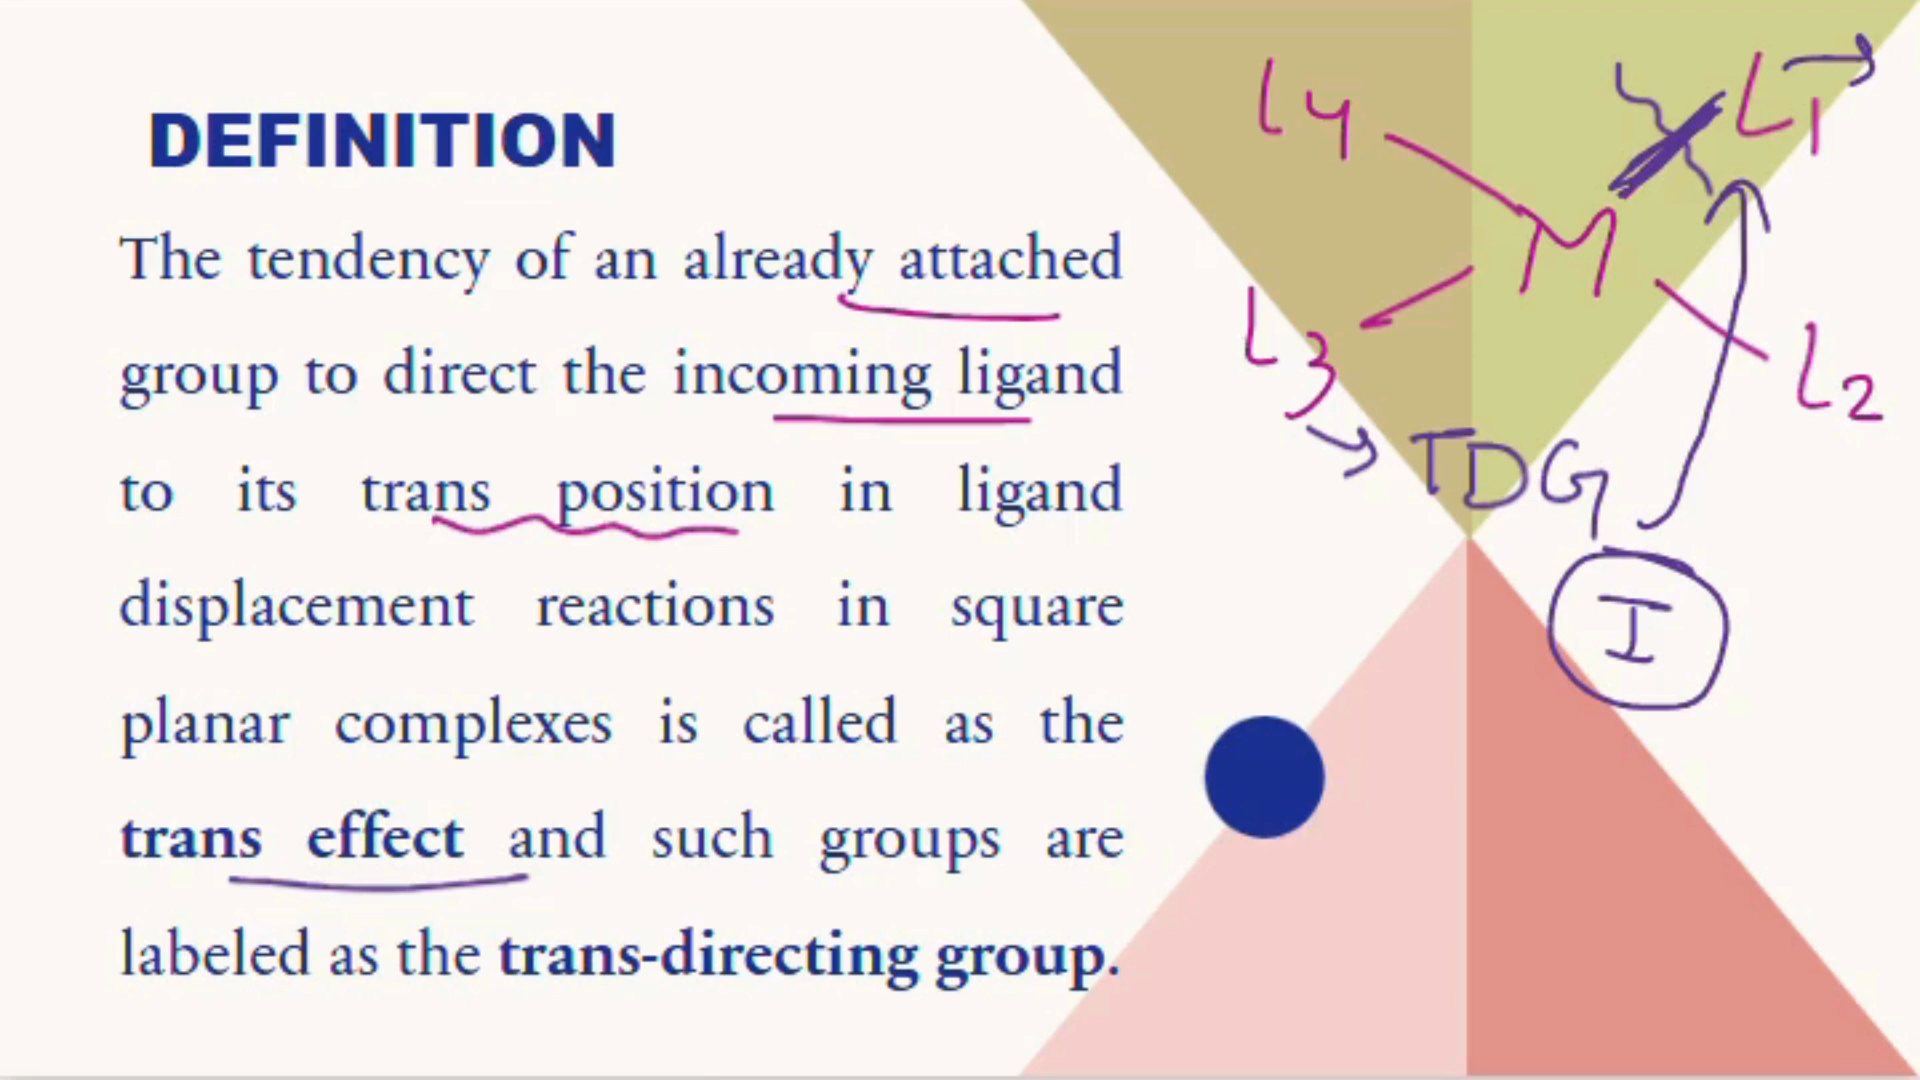 DEFINITION
The tendency of an already attached
group to direct the incoming ligand
to its trans position in ligand
displacement reactions in square
planar complexes is called as the
trans effect and such groups are
labeled as the trans-directing group.
L4
L1
M
L3
L2
TDG
I